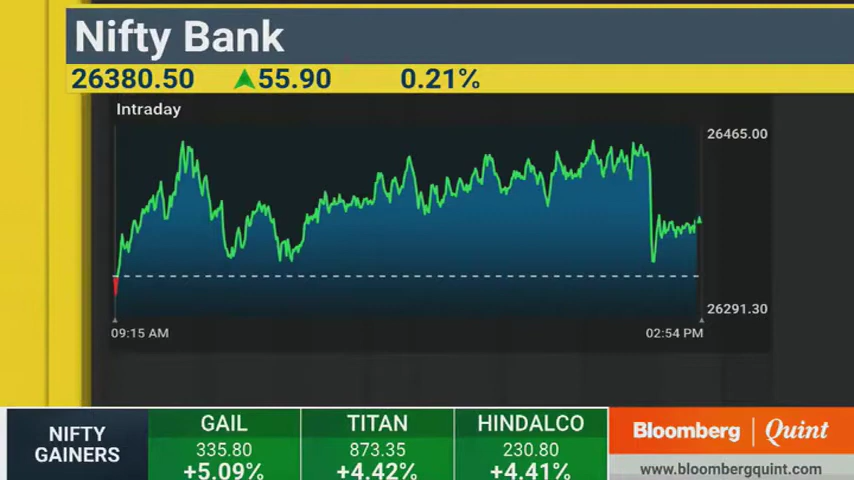 Nifty Bank
26380.50 ▲55.90 0.21%
Intraday
26465.00
26291.30
09:15 AM 02:54 PM
NIFTY GAINERS
GAIL
335.80
+5.09%
TITAN
873.35
+4.42%
HINDALCO
230.80
+4.41%
Bloomberg | Quint
www.bloombergquint.com